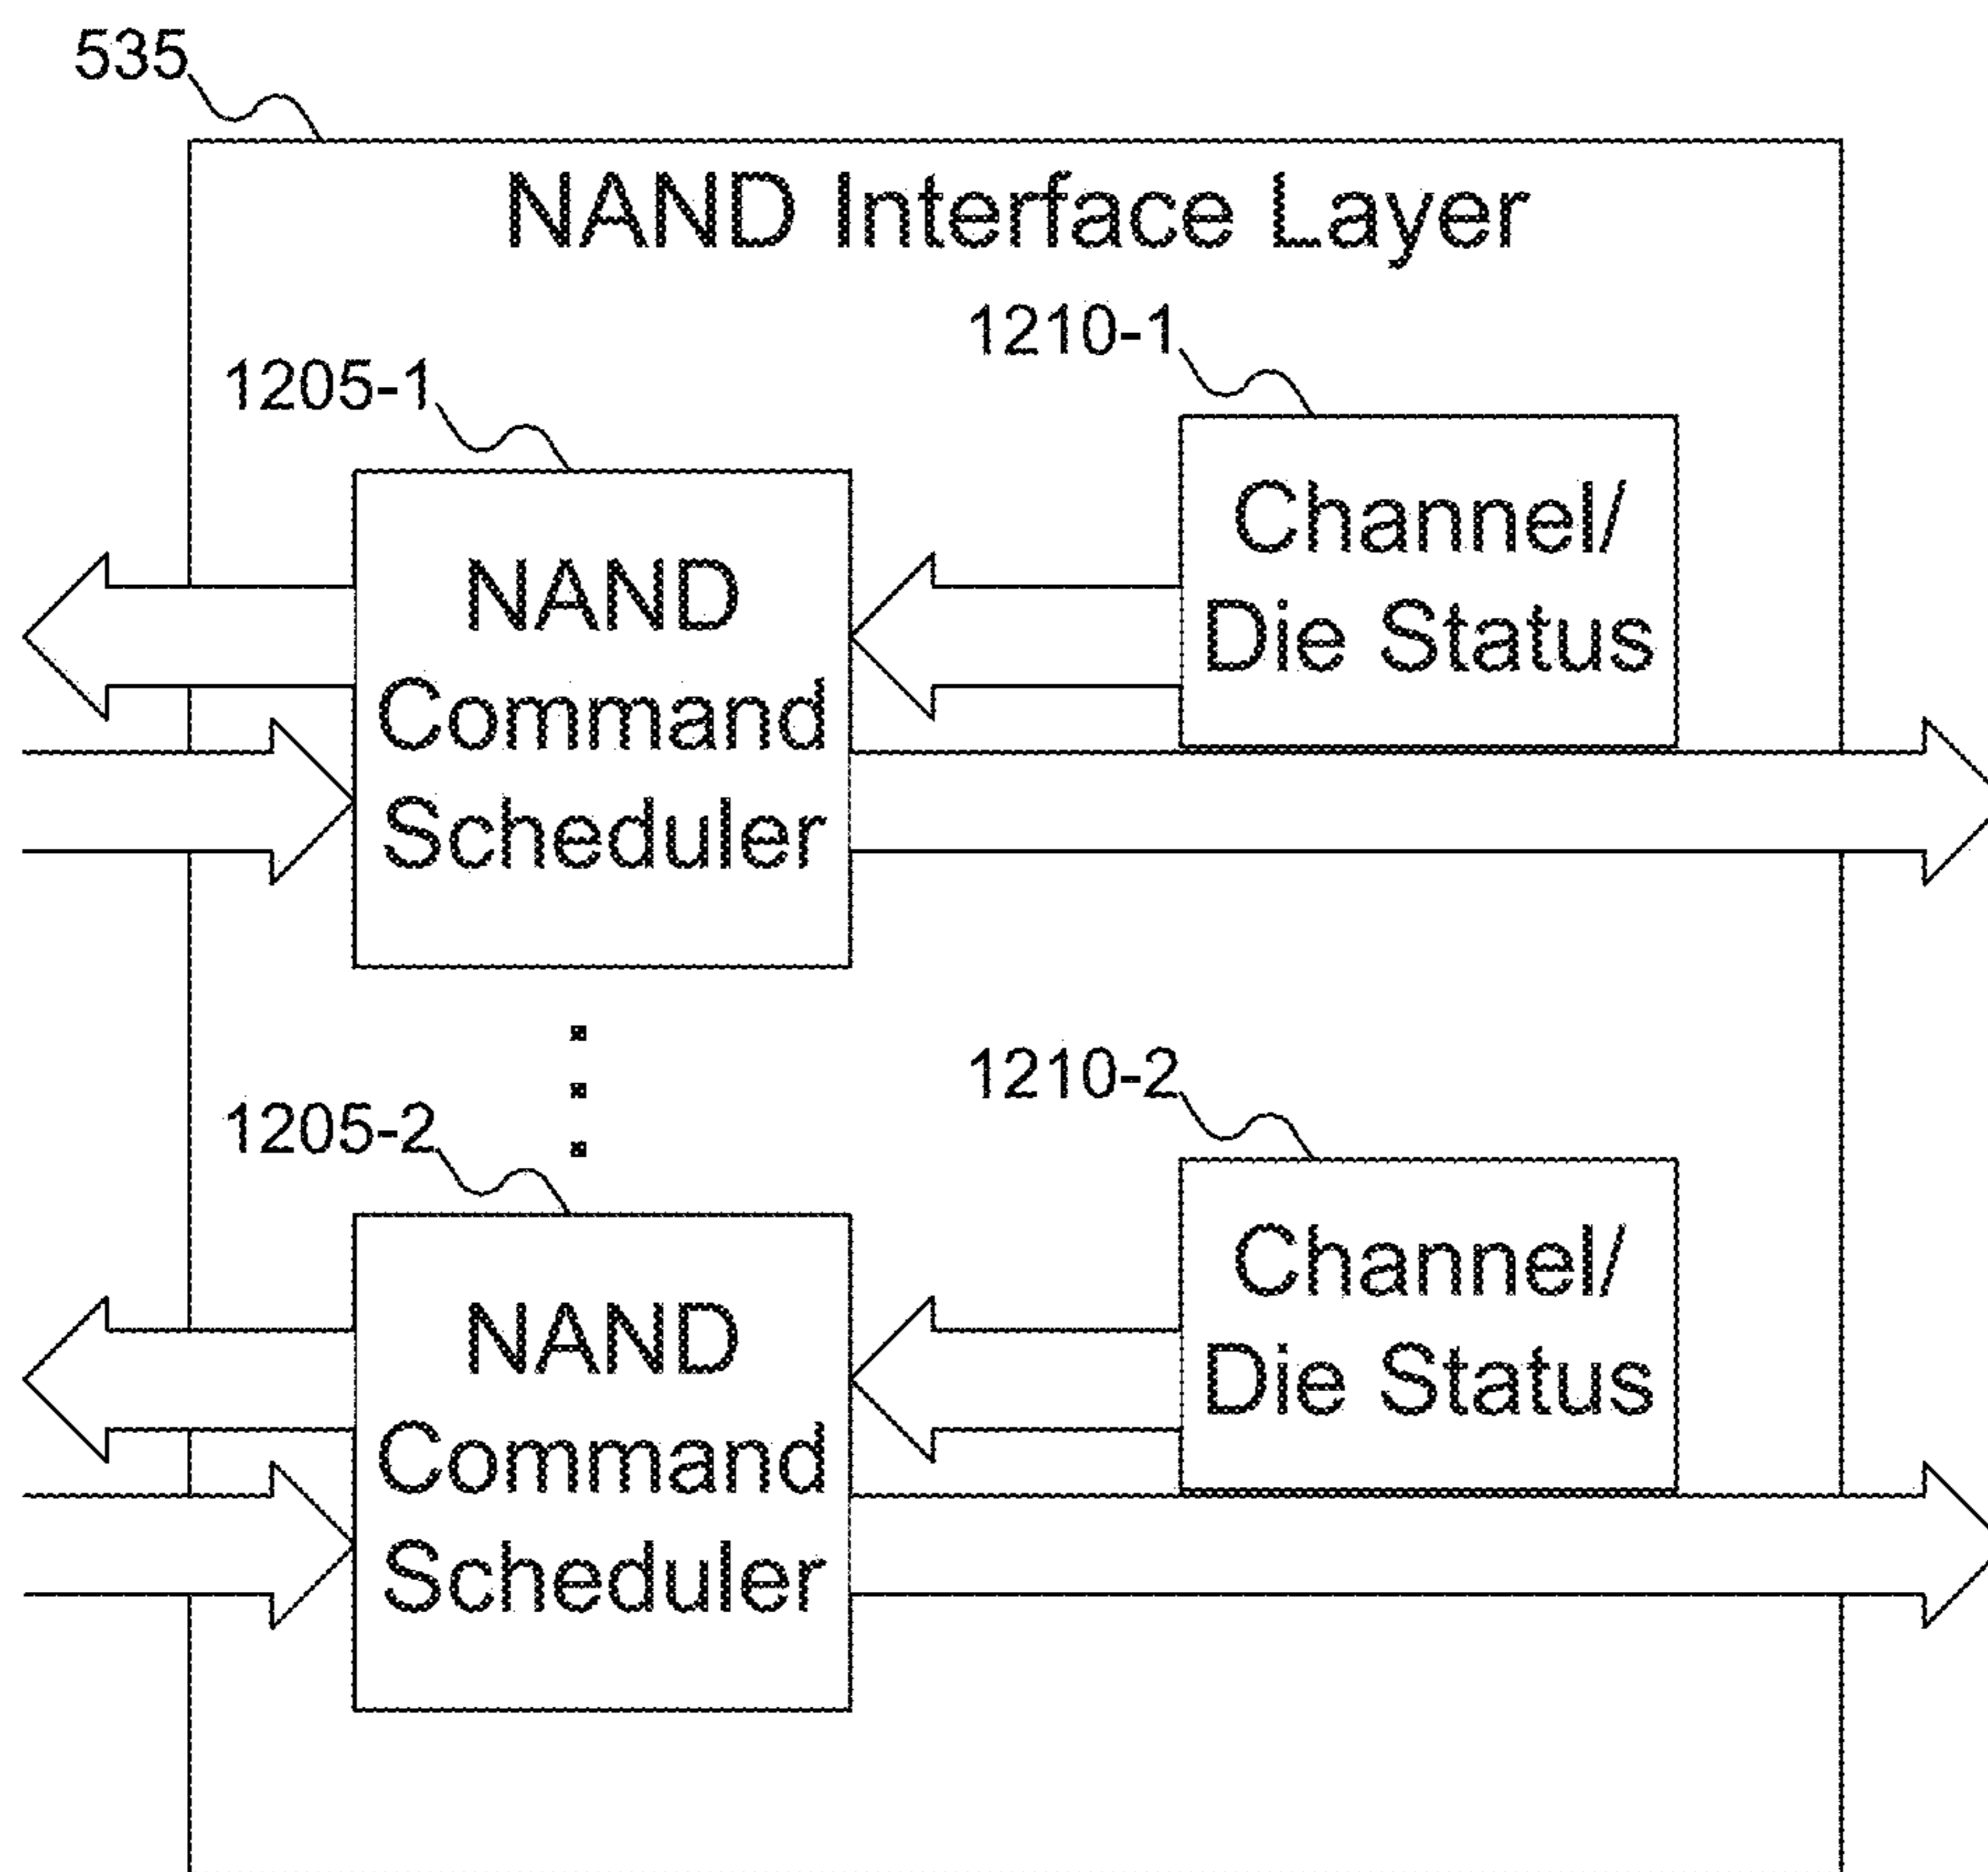 535
NAND Interface Layer
1210-1
1205-1
Channel/
Die Status
NAND
Command
Scheduler
1210-2
1205-2
Channel/
Die Status
NAND
Command
Scheduler